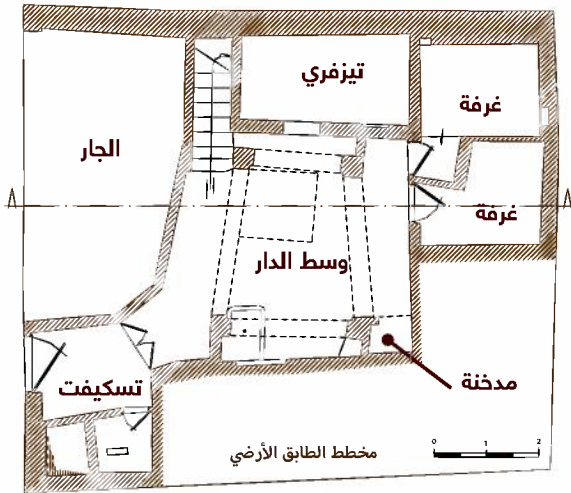 تيزفري
غرفة
الجار
غرفة
وسط الدار
تسكيفت
مدخنة
مخطط الطابق الأرضي
0 1 2
A A